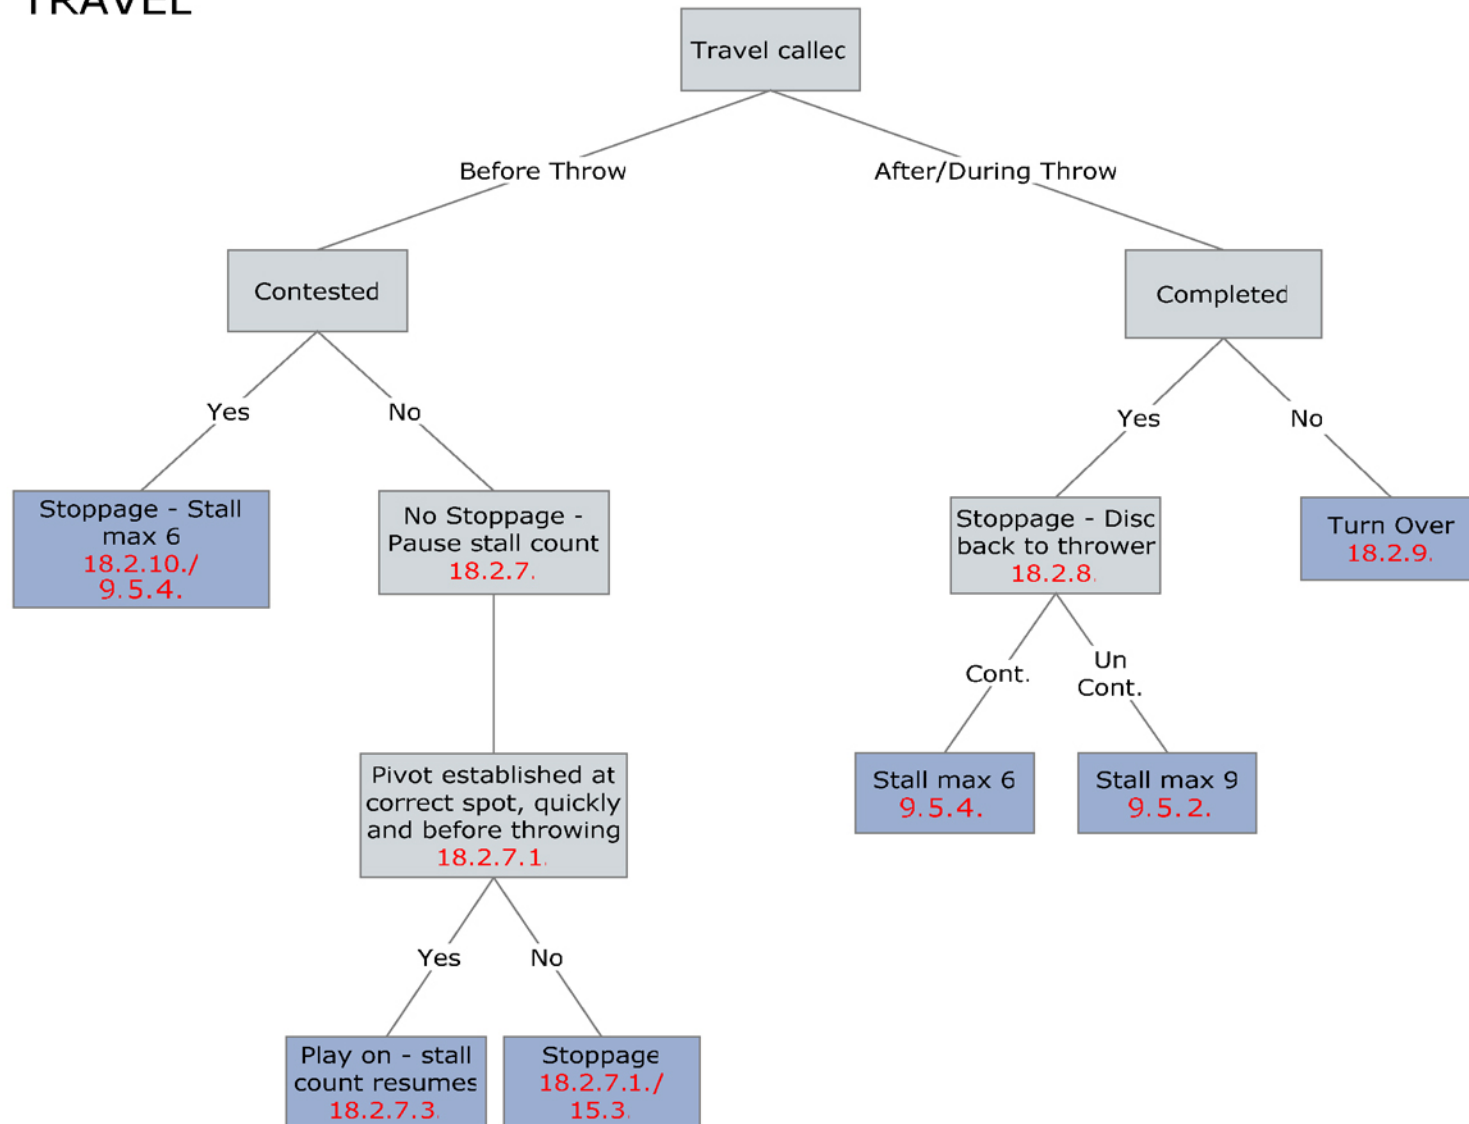 TRAVEL
Travel callec
Before Throw
After/During Throw
Contested
Completed
Yes
No
Yes
No
Stoppage - Stall
max 6
18.2.10./
9.5.4.
No Stoppage -
Pause stall count
18.2.7.
Stoppage - Disc
back to thrower
18.2.8.
Turn Over
18.2.9.
Cont.
Un
Cont.
Pivot established at
correct spot, quickly
and before throwing
18.2.7.1.
Stall max 6
9.5.4.
Stall max 9
9.5.2.
Yes
No
Play on - stall
count resumes
18.2.7.3.
Stoppage
18.2.7.1./
15.3.